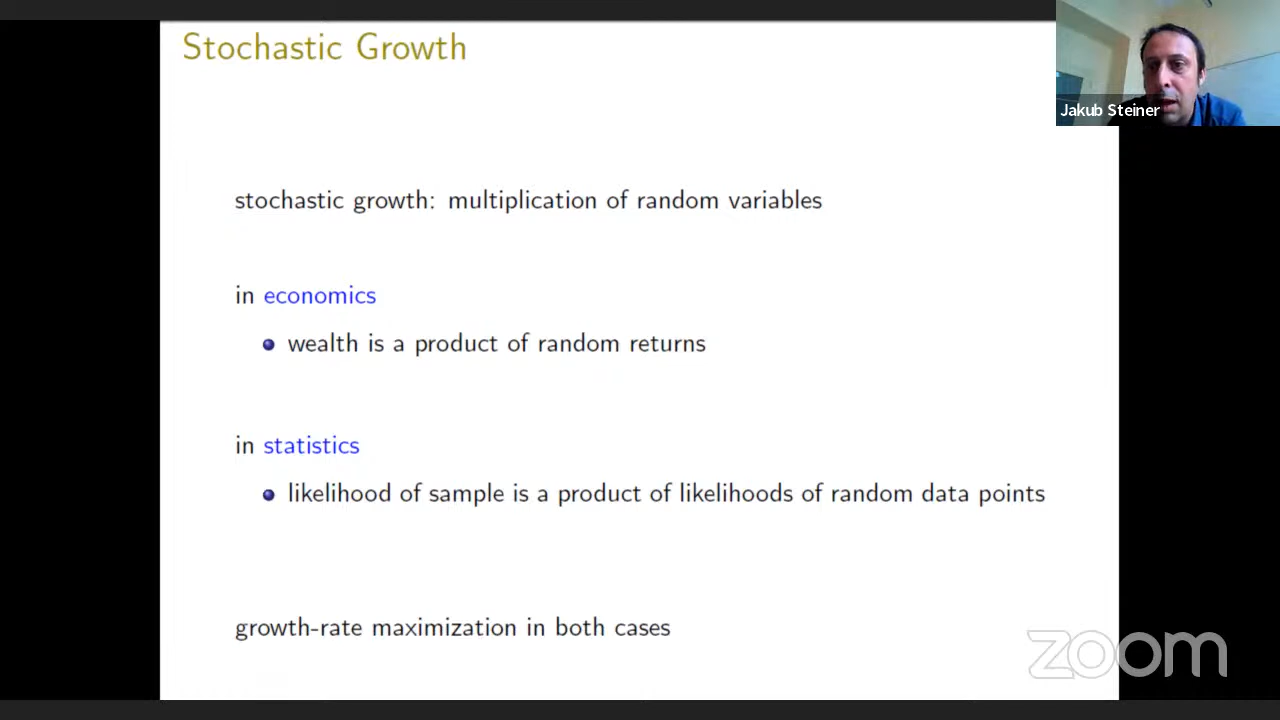 Stochastic Growth
Jakub Steiner
stochastic growth: multiplication of random variables
in economics
wealth is a product of random returns
in statistics
likelihood of sample is a product of likelihoods of random data points
growth-rate maximization in both cases
zoom